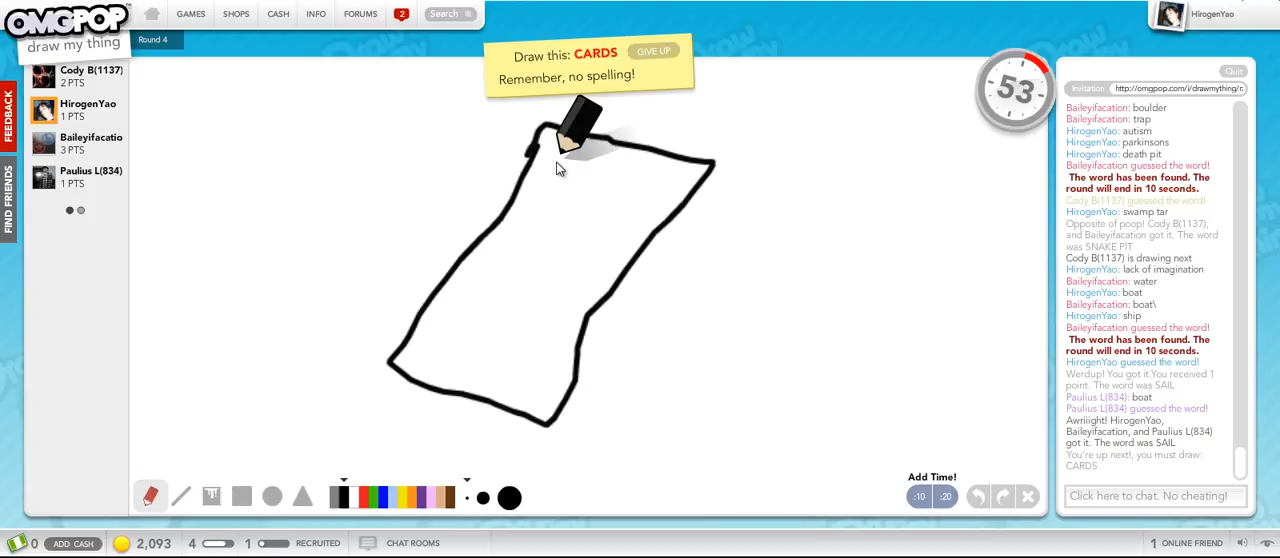 OMGPOP
draw my thing
GAMES
SHOPS
CASH
INFO
FORUMS
2
Search
HirogenYao
Round 4
FEEDBACK
FIND FRIENDS
Cody B(1137)
2 PTS
HirogenYao
1 PTS
Baileyifacatio
3 PTS
Paulius L(834)
1 PTS
Draw this: CARDS
GIVE UP
Remember, no spelling!
53
Add Time!
:10
:20
Quit
Invitation
http://omgpop.com/i/drawmything/r
Baileyifacation: boulder
Baileyifacation: trap
HirogenYao: autism
HirogenYao: parkinsons
HirogenYao: death pit
Baileyifacation guessed the word!
The word has been found. The
round will end in 10 seconds.
Cody B(1137) guessed the word!
HirogenYao: swamp tar
Opposite of poop! Cody B(1137),
and Baileyifacation got it. The word
was SNAKE PIT
Cody B(1137) is drawing next
HirogenYao: lack of imagination
Baileyifacation: water
HirogenYao: boat
Baileyifacation: boat\
HirogenYao: ship
Baileyifacation guessed the word!
The word has been found. The
round will end in 10 seconds.
HirogenYao guessed the word!
Werdup! You got it.You received 1
point. The word was SAIL
Paulius L(834): boat
Paulius L(834) guessed the word!
Awriiight! HirogenYao,
Baileyifacation, and Paulius L(834)
got it. The word was SAIL
You're up next!, you must draw:
CARDS
Click here to chat. No cheating!
0
ADD CASH
2,093
4
1
RECRUITED
CHAT ROOMS
1 ONLINE FRIEND